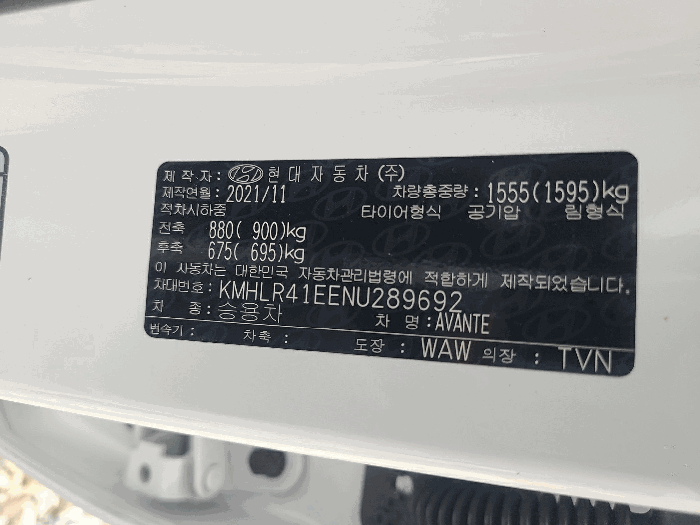 제 작 자 : 현대자동차(주)
제작연월 : 2021/11 차량총중량 : 1555(1595)kg
적차시하중 타이어형식 공기압 림형식
전축 880( 900)kg
후축 675( 695)kg
이 자동차는 대한민국 자동차관리법령에 적합하게 제작되었습니다.
차대번호 : KMHLR41EENU289692
차 종 : 승용차 차 명 : AVANTE
변속기 : 차축 : 도장 : WAW 의장 : TVN